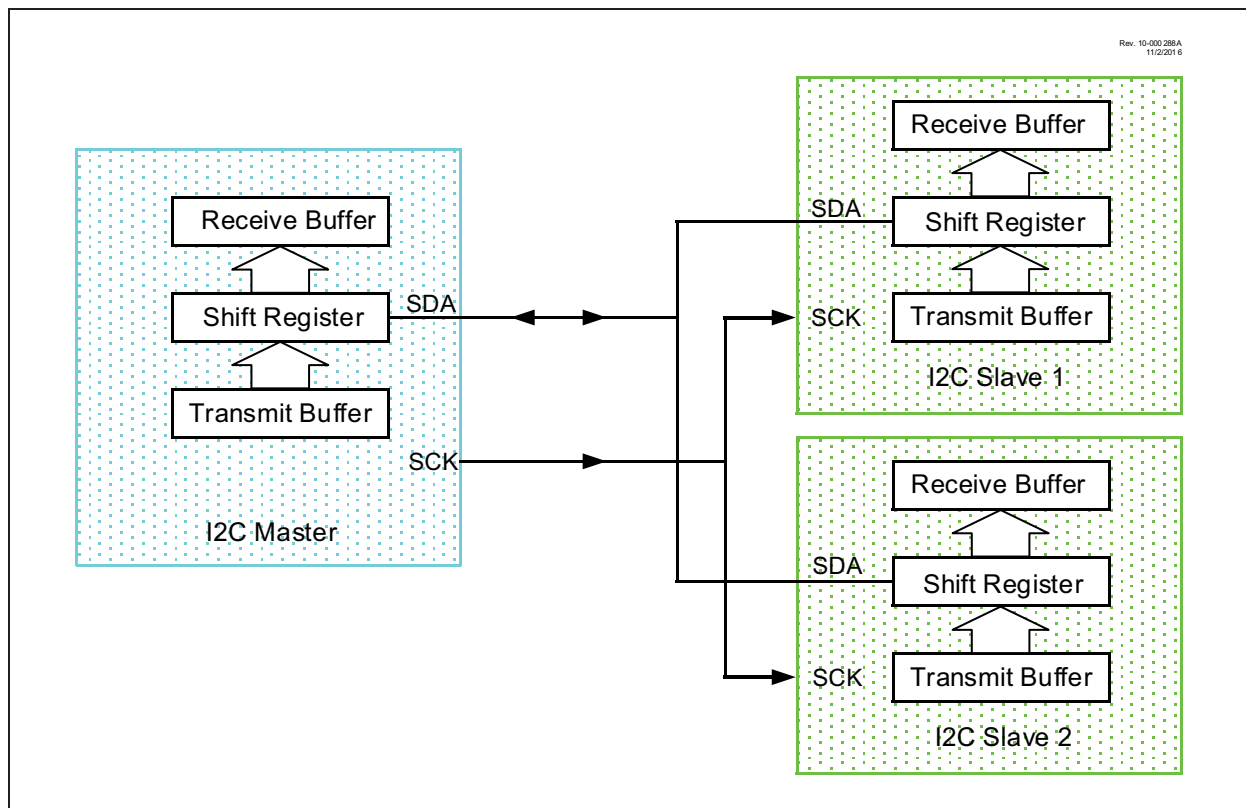 Rev. 10-000 288A
11/2/201 6
Receive Buffer
Shift Register
Transmit Buffer
SDA
SCK
I2C Master
Receive Buffer
SDA
Shift Register
SCK
Transmit Buffer
I2C Slave 1
Receive Buffer
SDA
Shift Register
SCK
Transmit Buffer
I2C Slave 2